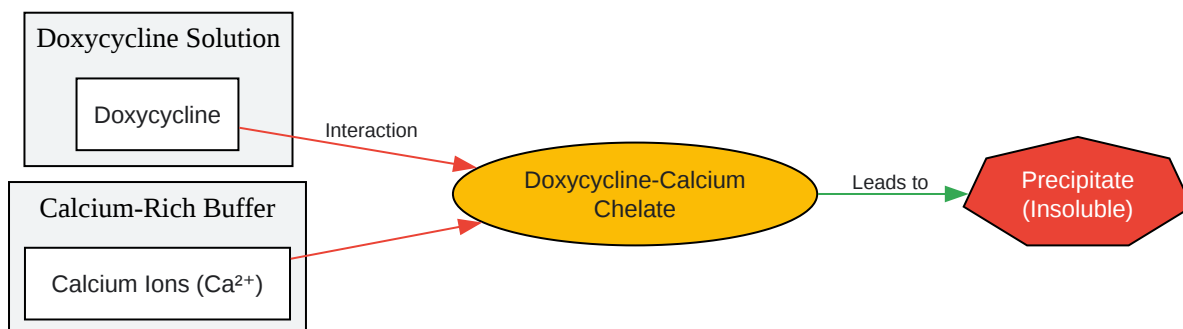 Doxycycline Solution
Doxycycline
Interaction
Calcium-Rich Buffer
Calcium Ions (Ca²⁺)
Doxycycline-Calcium
Chelate
Leads to
Precipitate
(Insoluble)